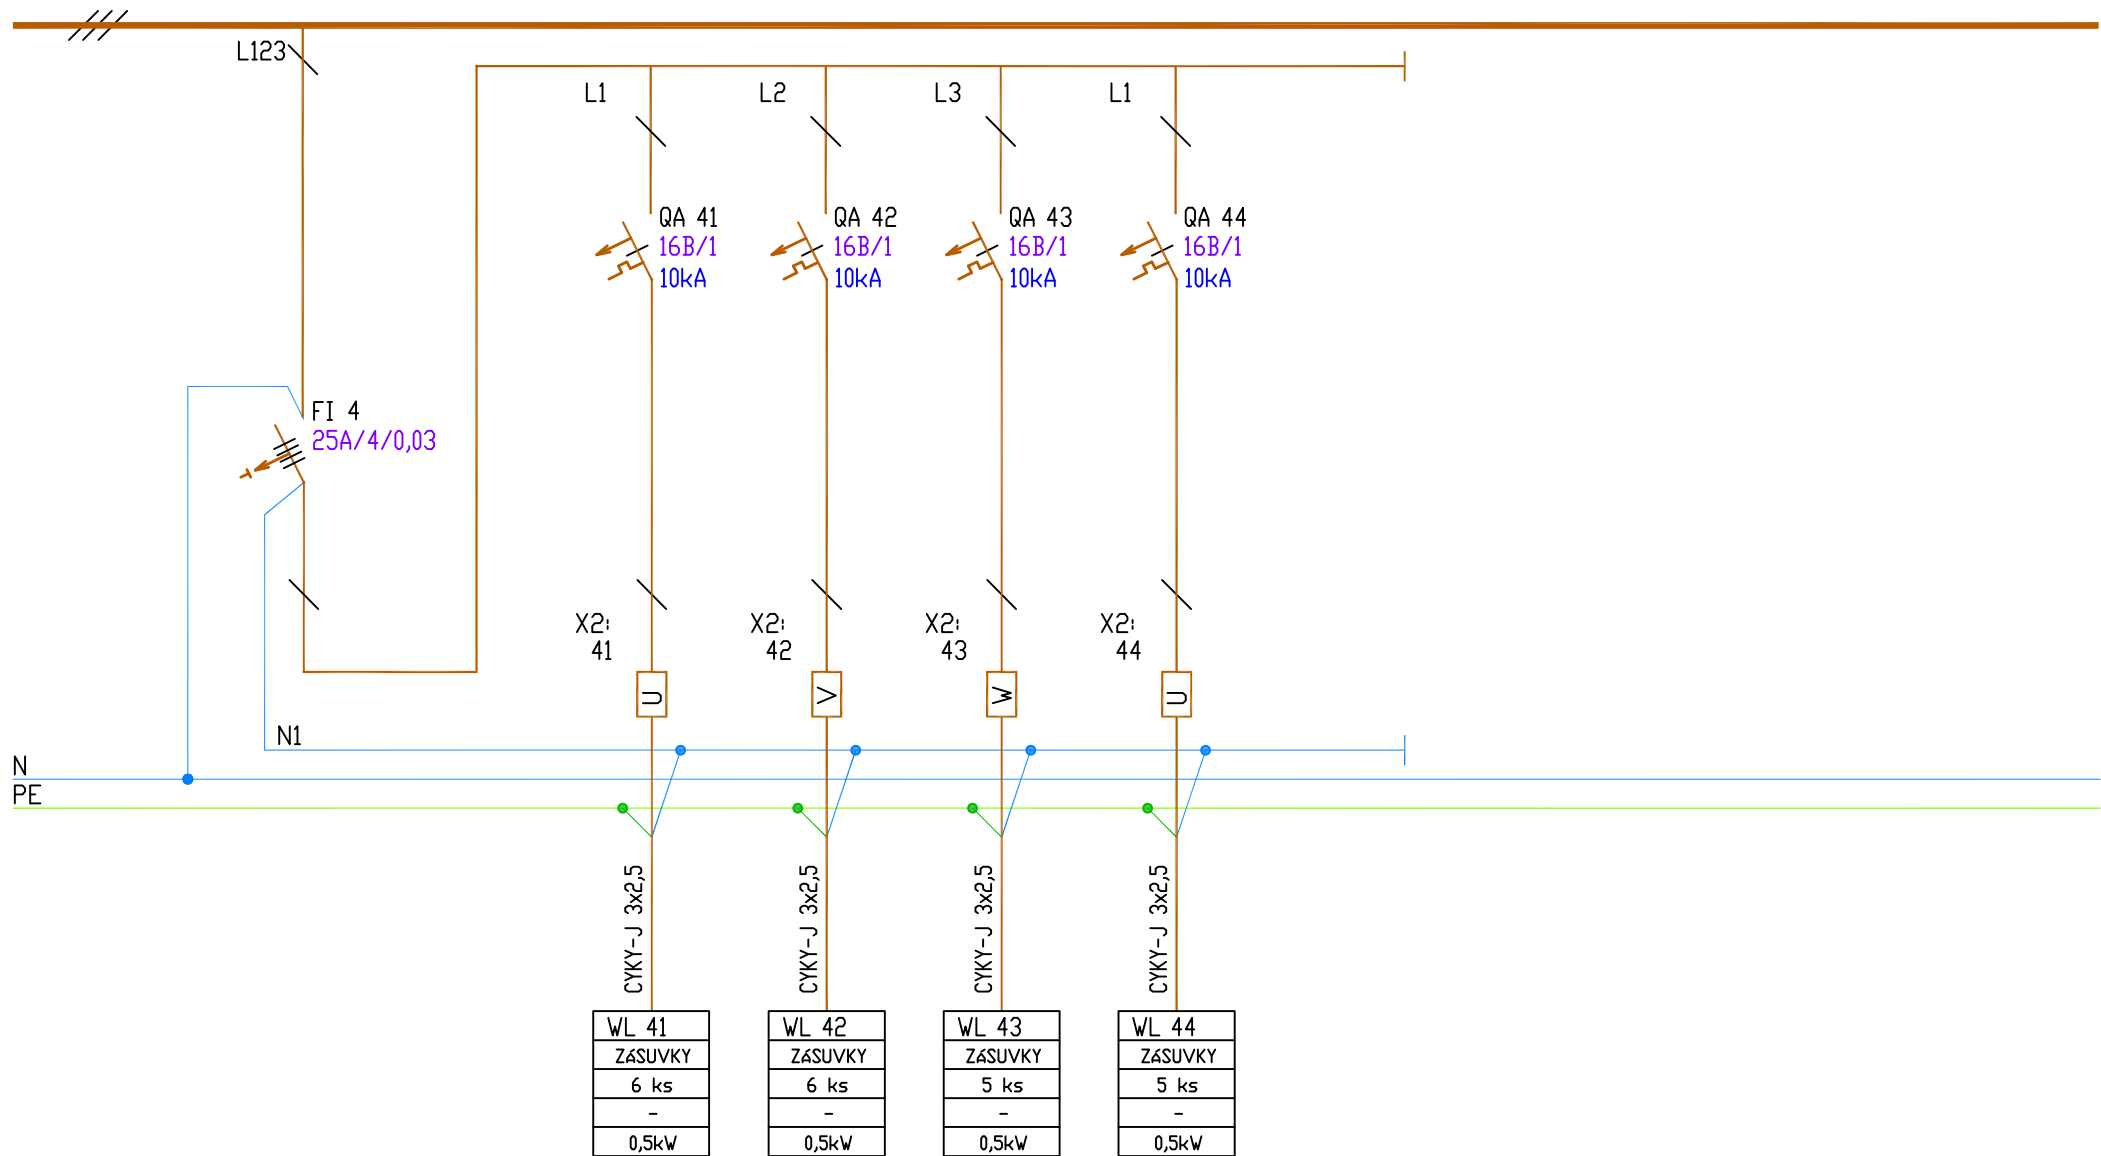 L123
L1
L2
L3
L1
QA 41
16B/1
10kA
QA 42
16B/1
10kA
QA 43
16B/1
10kA
QA 44
16B/1
10kA
FI 4
25A/4/0,03
X2:
41
X2:
42
X2:
43
X2:
44
U
V
W
U
N1
N
PE
CYKY-J 3x2,5
CYKY-J 3x2,5
CYKY-J 3x2,5
CYKY-J 3x2,5
WL 41
ZÁSUVKY
6 ks
-
0,5kW
WL 42
ZÁSUVKY
6 ks
-
0,5kW
WL 43
ZÁSUVKY
5 ks
-
0,5kW
WL 44
ZÁSUVKY
5 ks
-
0,5kW